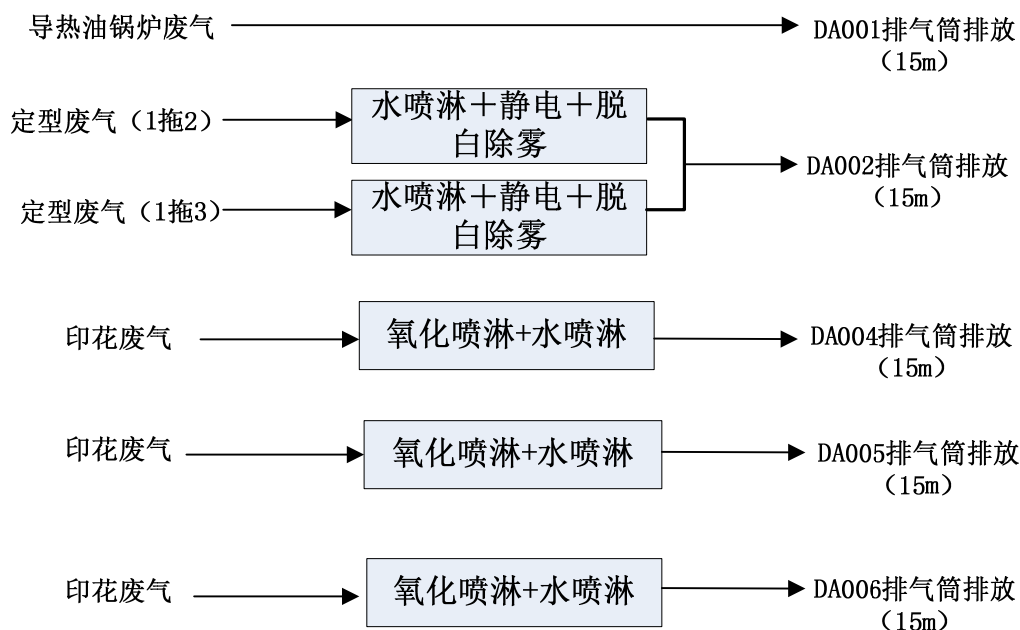 导热油锅炉废气
DA001排气筒排放
（15m）
定型废气（1拖2）
水喷淋＋静电＋脱
白除雾
DA002排气筒排放
（15m）
定型废气（1拖3）
水喷淋＋静电＋脱
白除雾
印花废气
氧化喷淋+水喷淋
DA004排气筒排放
（15m）
印花废气
氧化喷淋+水喷淋
DA005排气筒排放
（15m）
印花废气
氧化喷淋+水喷淋
DA006排气筒排放
（15m）